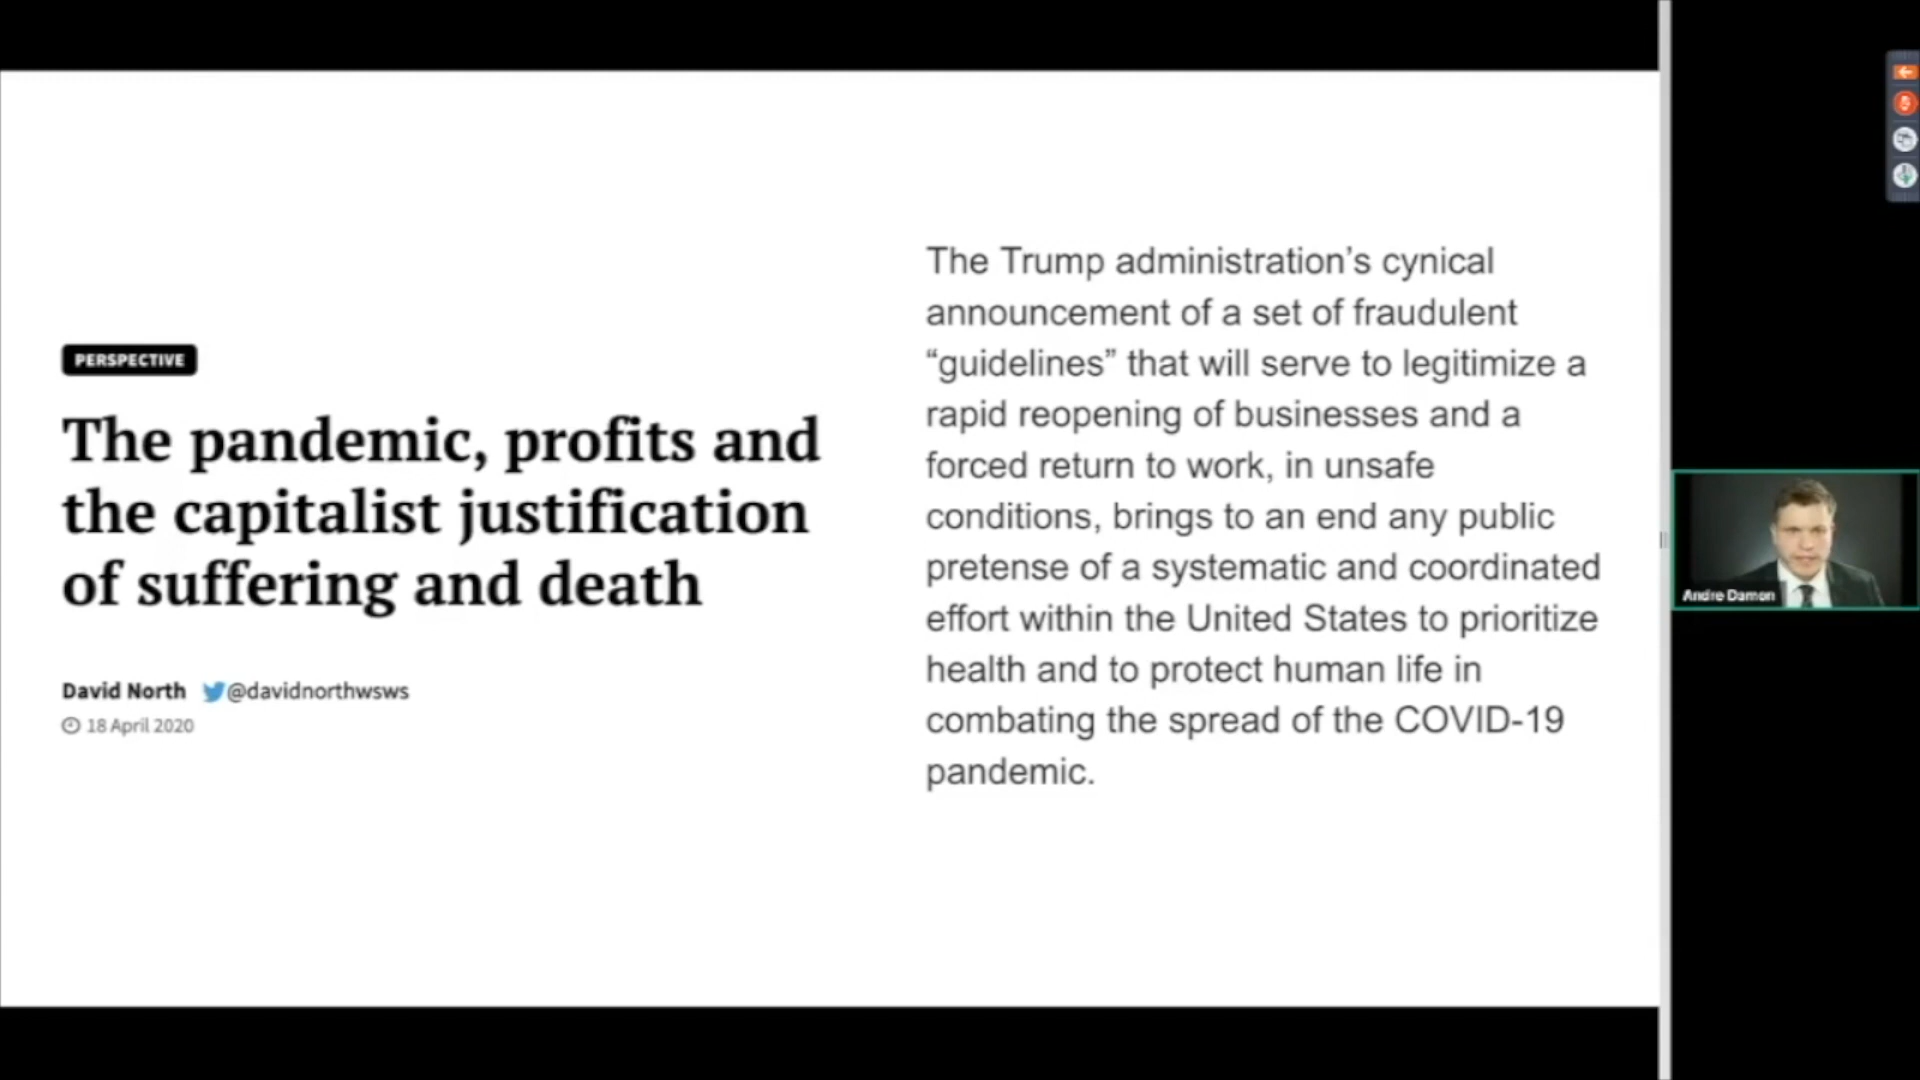 PERSPECTIVE
The pandemic, profits and
the capitalist justification
of suffering and death
David North @davidnorthwsws
18 April 2020
The Trump administration’s cynical
announcement of a set of fraudulent
“guidelines” that will serve to legitimize a
rapid reopening of businesses and a
forced return to work, in unsafe
conditions, brings to an end any public
pretense of a systematic and coordinated
effort within the United States to prioritize
health and to protect human life in
combating the spread of the COVID-19
pandemic.
Andre Damon